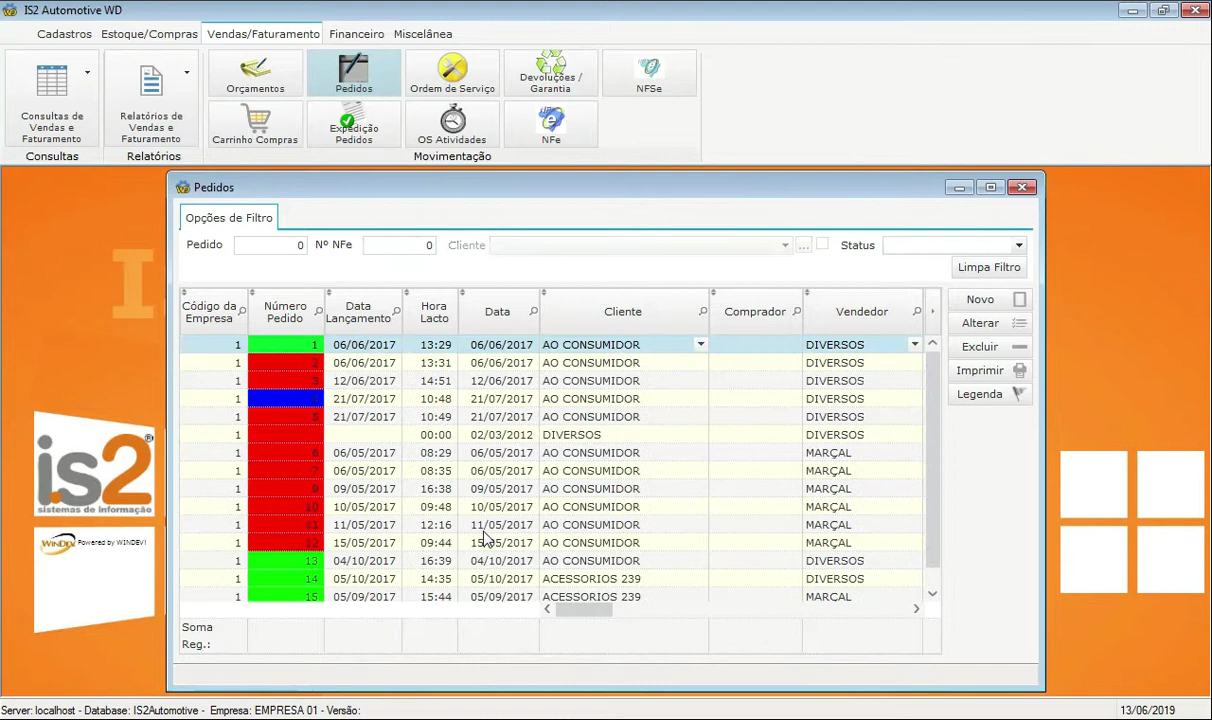 IS2 Automotive WD
Cadastros Estoque/Compras Vendas/Faturamento Financeiro Miscelânea
Consultas de Vendas e Faturamento
Consultas
Relatórios de Vendas e Faturamento
Relatórios
Orçamentos Pedidos Ordem de Serviço Devoluções / Garantia NFSe
Carrinho Compras Expedição Pedidos OS Atividades NFe
Movimentação
Pedidos
Opções de Filtro
Pedido 0 Nº NFe 0 Cliente ... Status
Limpa Filtro
Código da Empresa Número Pedido Data Lançamento Hora Lacto Data Cliente Comprador Vendedor
1 1 06/06/2017 13:29 06/06/2017 AO CONSUMIDOR DIVERSOS
1 2 06/06/2017 13:31 06/06/2017 AO CONSUMIDOR DIVERSOS
1 3 12/06/2017 14:51 12/06/2017 AO CONSUMIDOR DIVERSOS
1 21/07/2017 10:48 21/07/2017 AO CONSUMIDOR DIVERSOS
1 5 21/07/2017 10:49 21/07/2017 AO CONSUMIDOR DIVERSOS
1 00:00 02/03/2012 DIVERSOS DIVERSOS
1 6 06/05/2017 08:29 06/05/2017 AO CONSUMIDOR MARÇAL
1 7 06/05/2017 08:35 06/05/2017 AO CONSUMIDOR MARÇAL
1 9 09/05/2017 16:38 09/05/2017 AO CONSUMIDOR MARÇAL
1 10 10/05/2017 09:48 10/05/2017 AO CONSUMIDOR MARÇAL
1 11 11/05/2017 12:16 11/05/2017 AO CONSUMIDOR MARÇAL
1 12 15/05/2017 09:44 15/05/2017 AO CONSUMIDOR MARÇAL
1 13 04/10/2017 16:39 04/10/2017 AO CONSUMIDOR DIVERSOS
1 14 05/10/2017 14:35 05/10/2017 ACESSORIOS 239 DIVERSOS
1 15 05/09/2017 15:44 05/09/2017 ACESSORIOS 239 MARÇAL
Soma
Reg.:
Novo
Alterar
Excluir
Imprimir
Legenda
is2®
sistemas de informação
WINDEV Powered by WINDEV!
Server: localhost - Database: IS2Automotive - Empresa: EMPRESA 01 - Versão: 13/06/2019